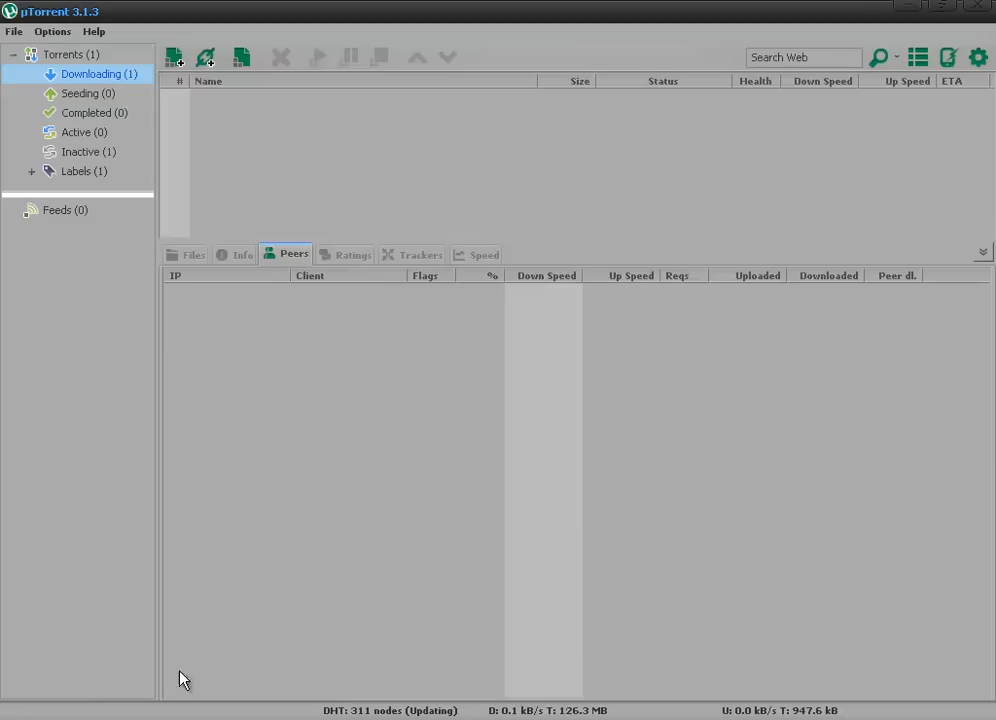 µTorrent 3.1.3
File Options Help
Torrents (1)
Downloading (1)
Seeding (0)
Completed (0)
Active (0)
Inactive (1)
Labels (1)
Feeds (0)
Search Web
# Name Size Status Health Down Speed Up Speed ETA
Files Info Peers Ratings Trackers Speed
IP Client Flags % Down Speed Up Speed Reqs Uploaded Downloaded Peer dl.
DHT: 311 nodes (Updating) D: 0.1 kB/s T: 126.3 MB U: 0.0 kB/s T: 947.6 kB